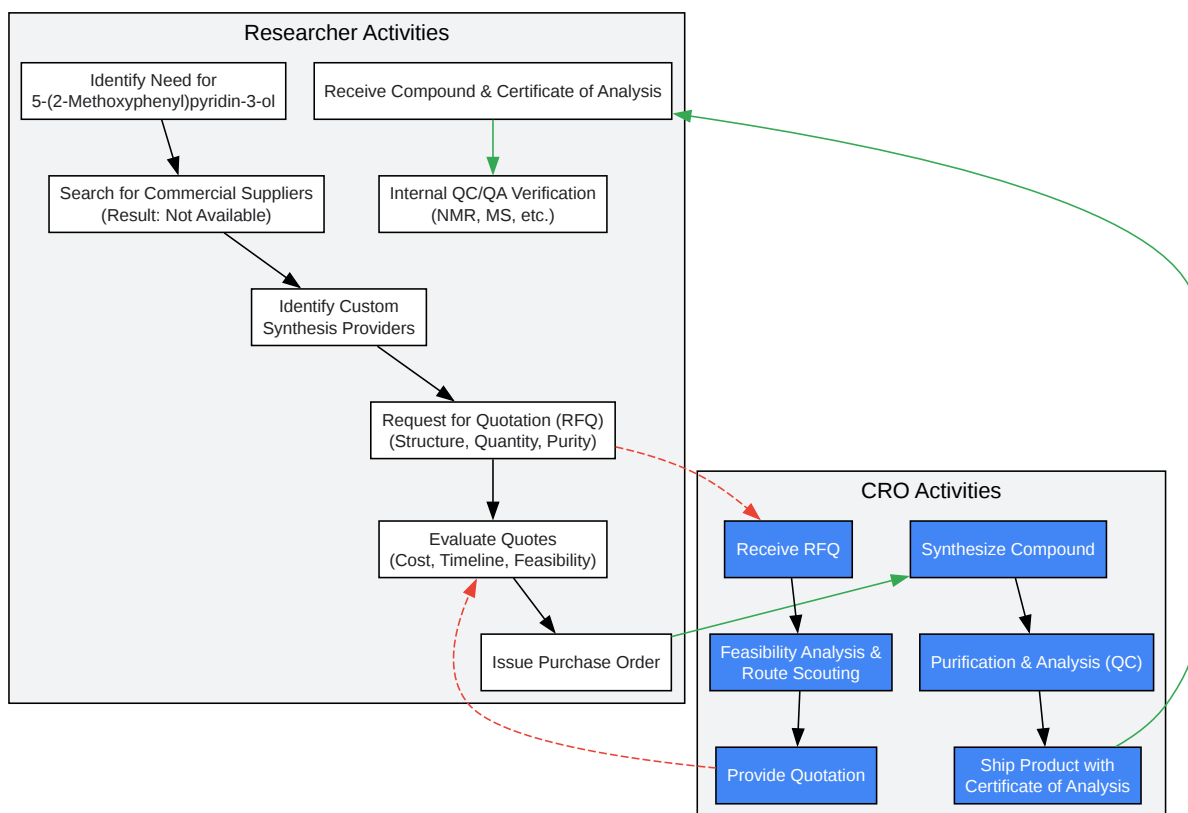 Researcher Activities
Identify Need for
5-(2-Methoxyphenyl)pyridin-3-ol
Receive Compound & Certificate of Analysis
Search for Commercial Suppliers
(Result: Not Available)
Internal QC/QA Verification
(NMR, MS, etc.)
Identify Custom
Synthesis Providers
Request for Quotation (RFQ)
(Structure, Quantity, Purity)
Evaluate Quotes
(Cost, Timeline, Feasibility)
Issue Purchase Order
CRO Activities
Receive RFQ
Synthesize Compound
Feasibility Analysis &
Route Scouting
Purification & Analysis (QC)
Provide Quotation
Ship Product with
Certificate of Analysis